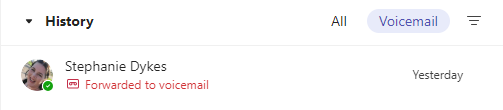 History All Voicemail
Stephanie Dykes
Forwarded to voicemail
Yesterday